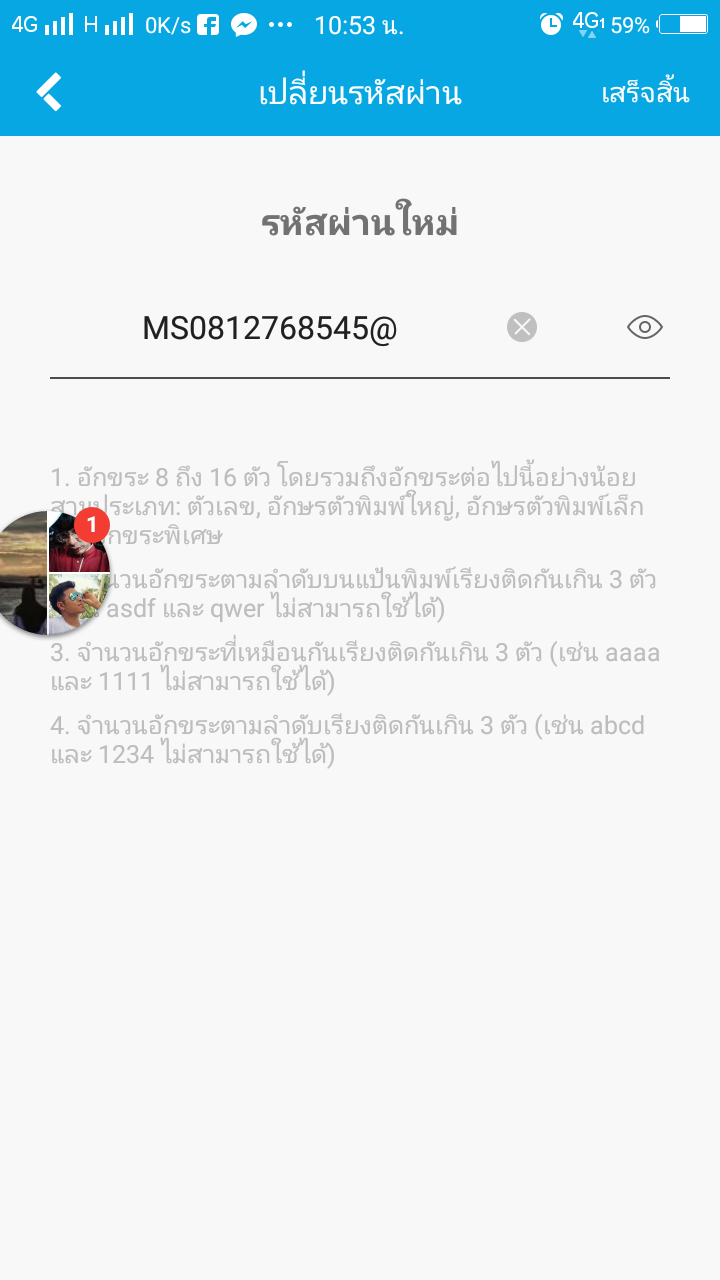 4G H 0K/s ... 10:53 น. 4G1 59%
เปลี่ยนรหัสผ่าน เสร็จสิ้น
รหัสผ่านใหม่
MS0812768545@
1. อักขระ 8 ถึง 16 ตัว โดยรวมถึงอักขระต่อไปนี้อย่างน้อย
สามประเภท: ตัวเลข, อักษรตัวพิมพ์ใหญ่, อักษรตัวพิมพ์เล็ก
1
นวนอักขระตามลำดับบนแป้นพิมพ์เรียงติดกันเกิน 3 ตัว
asdf และ qwer ไม่สามารถใช้ได้)
3. จำนวนอักขระที่เหมือนกันเรียงติดกันเกิน 3 ตัว (เช่น aaaa
และ 1111 ไม่สามารถใช้ได้)
4. จำนวนอักขระตามลำดับเรียงติดกันเกิน 3 ตัว (เช่น abcd
และ 1234 ไม่สามารถใช้ได้)